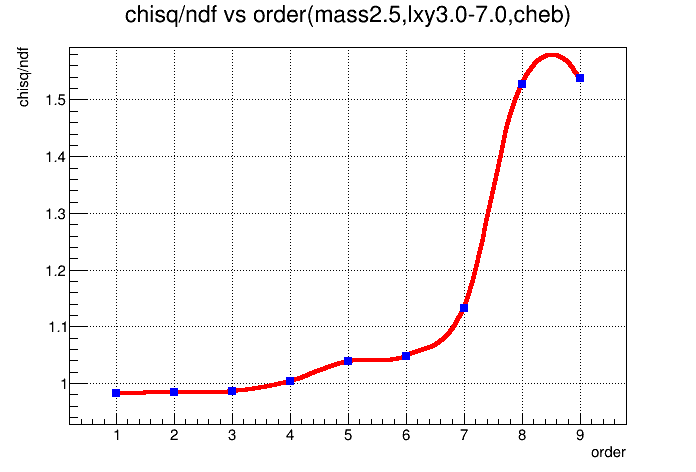 chisq/ndf vs order(mass2.5,lxy3.0-7.0,cheb)
chisq/ndf
1.5
1.4
1.3
1.2
1.1
1
1 2 3 4 5 6 7 8 9
order